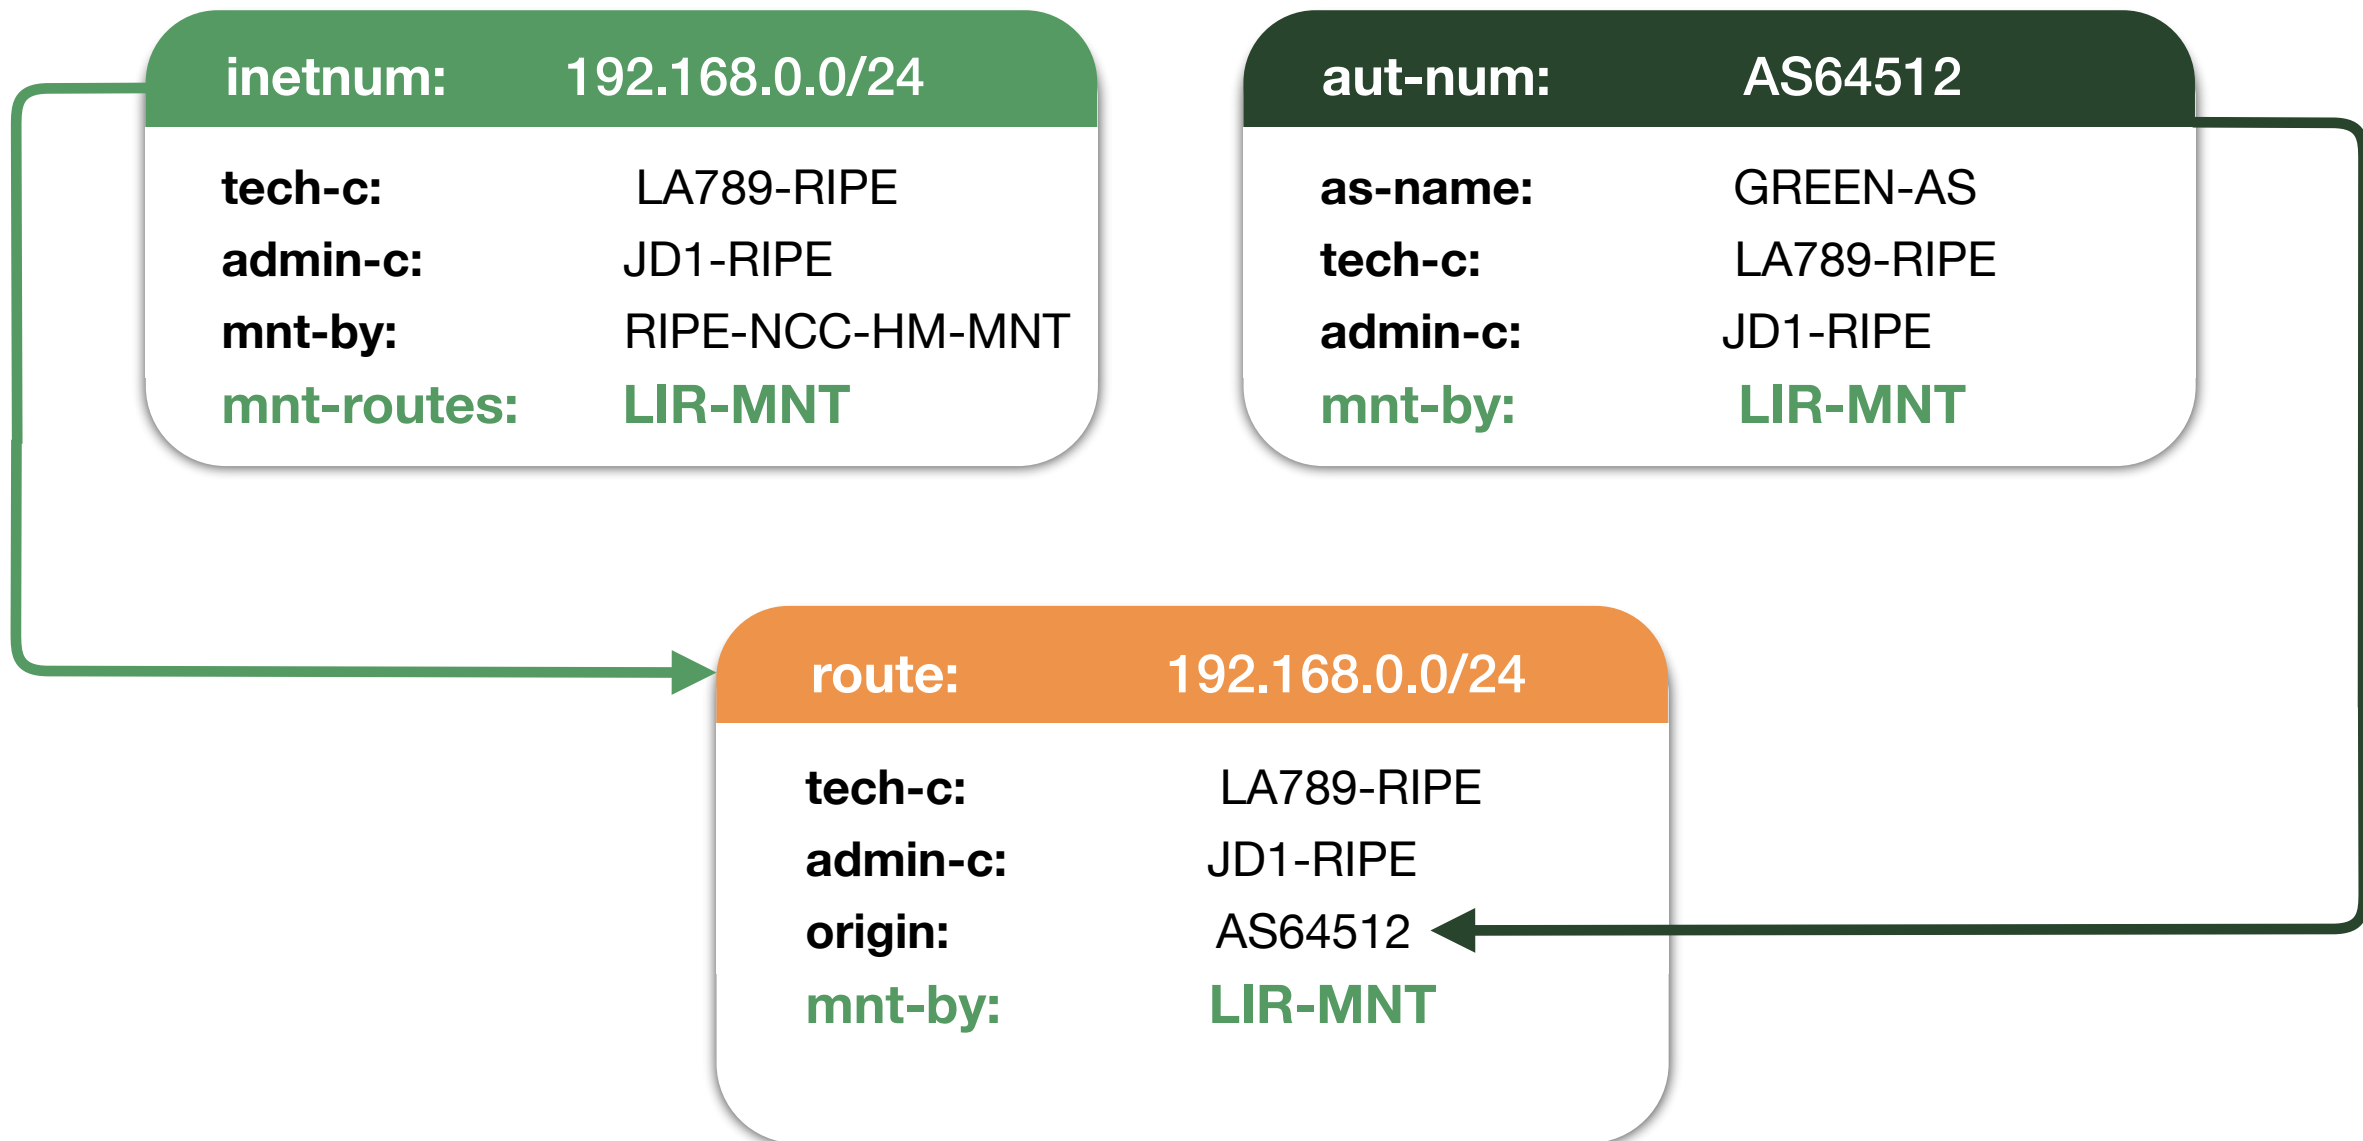 inetnum: 192.168.0.0/24
tech-c: LA789-RIPE
admin-c: JD1-RIPE
mnt-by: RIPE-NCC-HM-MNT
mnt-routes: LIR-MNT
aut-num: AS64512
as-name: GREEN-AS
tech-c: LA789-RIPE
admin-c: JD1-RIPE
mnt-by: LIR-MNT
route: 192.168.0.0/24
tech-c: LA789-RIPE
admin-c: JD1-RIPE
origin: AS64512
mnt-by: LIR-MNT